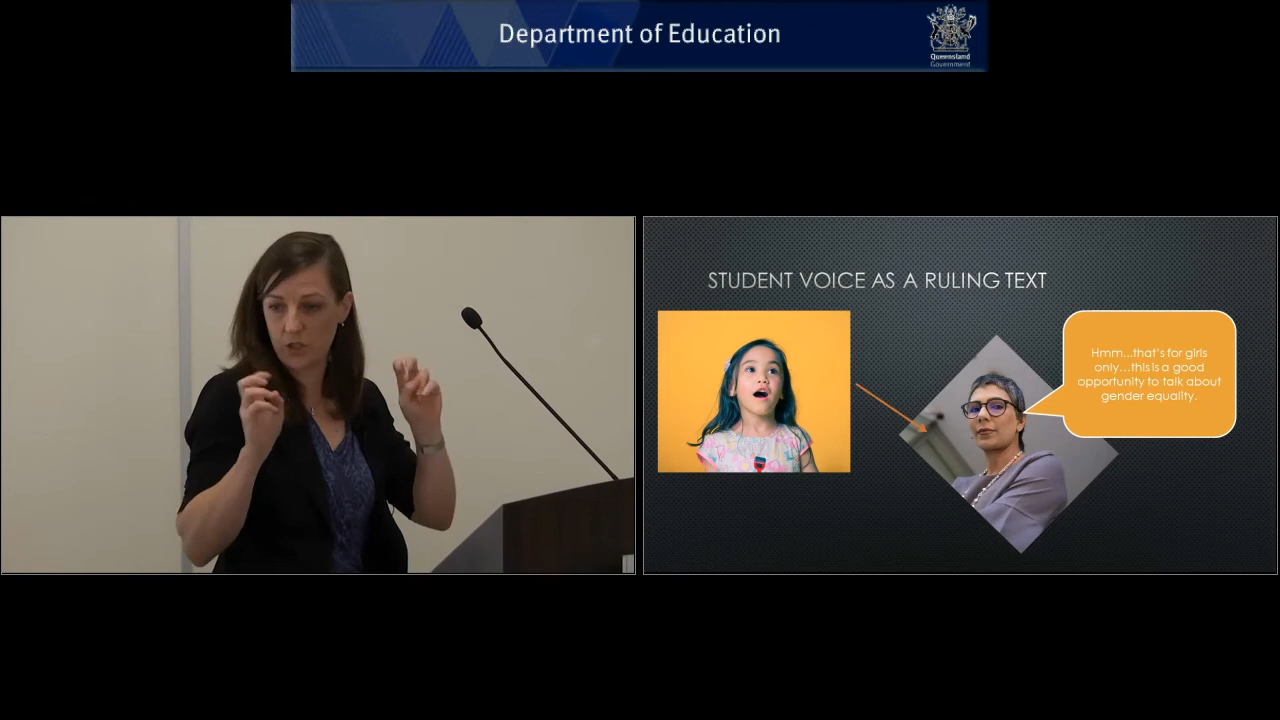 Department of Education
Queensland
Government
STUDENT VOICE AS A RULING TEXT
Hmm...that's for girls
only...this is a good
opportunity to talk about
gender equality.